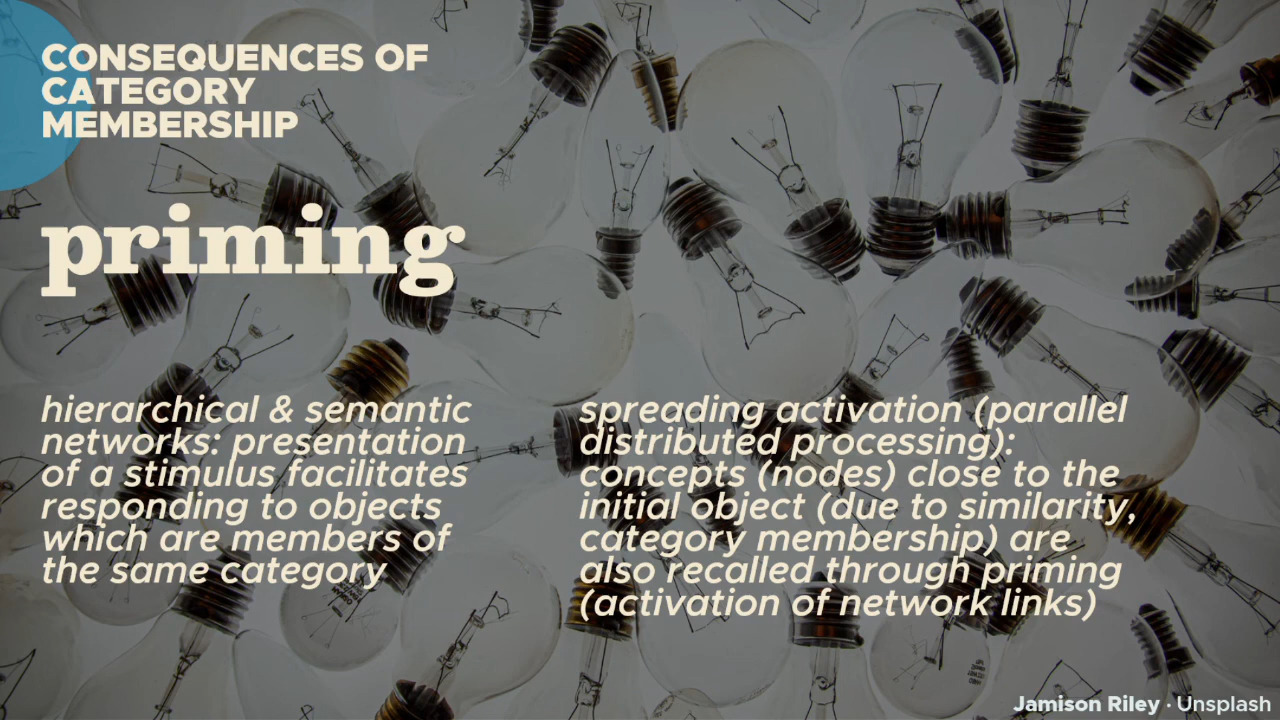 CONSEQUENCES OF
CATEGORY
MEMBERSHIP
priming
hierarchical & semantic
networks: presentation
of a stimulus facilitates
responding to objects
which are members of
the same category
spreading activation (parallel
distributed processing):
concepts (nodes) close to the
initial object (due to similarity,
category membership) are
also recalled through priming
(activation of network links)
Jamison Riley · Unsplash